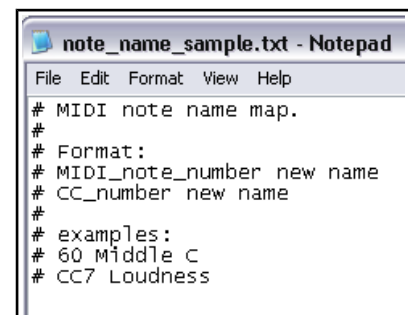 note_name_sample.txt - Notepad
File Edit Format View Help
# MIDI note name map.
#
# Format:
# MIDI_note_number new name
# CC_number new name
#
# examples:
# 60 Middle C
# CC7 Loudness